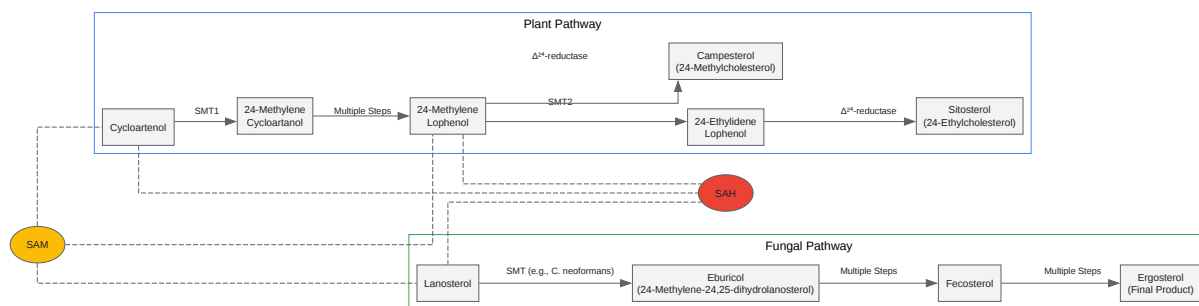 Plant Pathway
Δ²⁴-reductase
Campesterol
(24-Methylcholesterol)
SMT1
Multiple Steps
SMT2
Δ²⁴-reductase
Cycloartenol
24-Methylene
Cycloartanol
24-Methylene
Lophenol
24-Ethylidene
Lophenol
Sitosterol
(24-Ethylcholesterol)
SAH
SAM
Fungal Pathway
Lanosterol
SMT (e.g., C. neoformans)
Eburicol
(24-Methylene-24,25-dihydrolanosterol)
Multiple Steps
Fecosterol
Multiple Steps
Ergosterol
(Final Product)